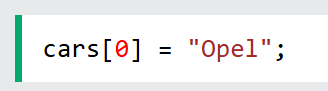 cars[0] = "Opel";